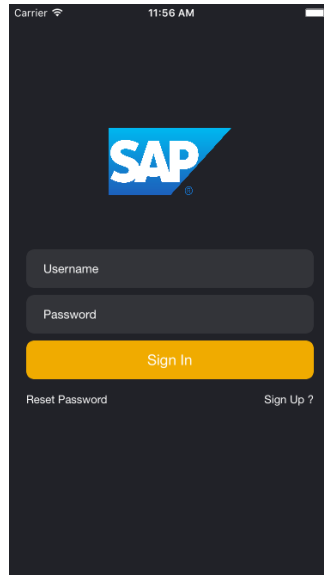 Carrier 11:56 AM
SAP
®
Username
Password
Sign In
Reset Password Sign Up ?